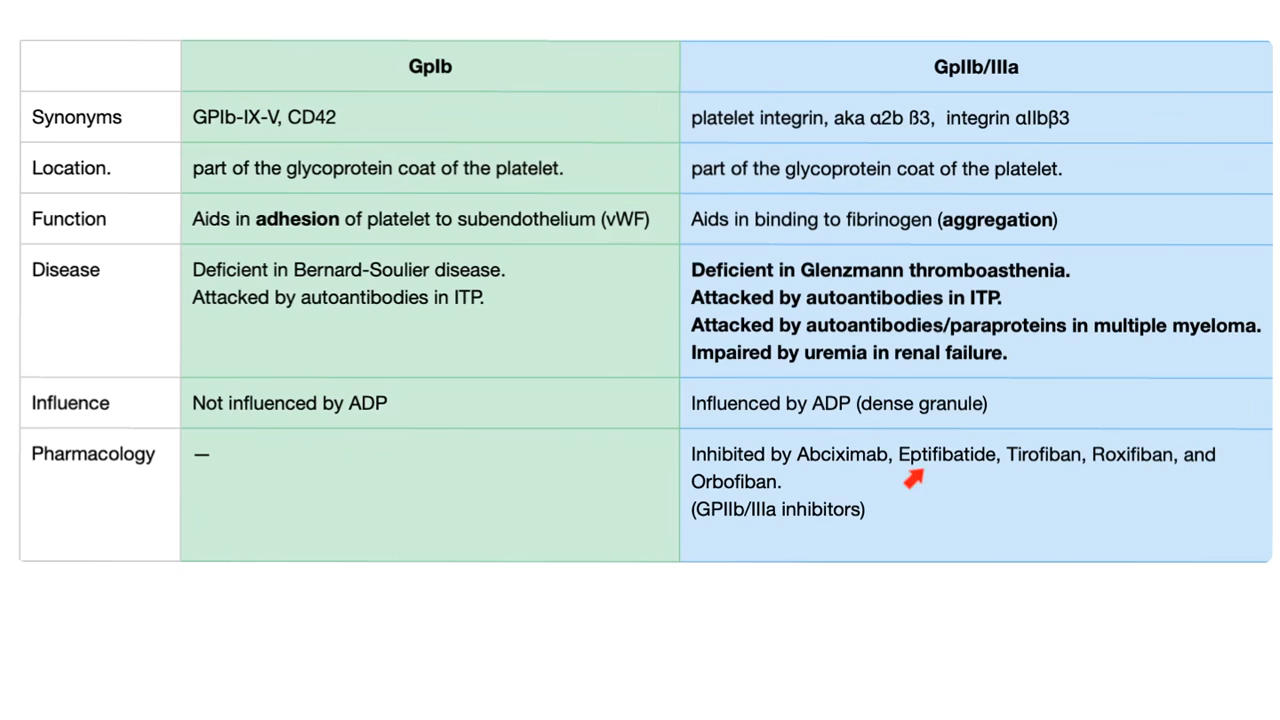 GpIb GpIIb/IIIa
Synonyms GPIb-IX-V, CD42 platelet integrin, aka α2b ß3, integrin αIIbβ3
Location. part of the glycoprotein coat of the platelet. part of the glycoprotein coat of the platelet.
Function Aids in adhesion of platelet to subendothelium (vWF) Aids in binding to fibrinogen (aggregation)
Disease Deficient in Bernard-Soulier disease. Deficient in Glenzmann thromboasthenia.
Attacked by autoantibodies in ITP. Attacked by autoantibodies in ITP.
Attacked by autoantibodies/paraproteins in multiple myeloma.
Impaired by uremia in renal failure.
Influence Not influenced by ADP Influenced by ADP (dense granule)
Pharmacology — Inhibited by Abciximab, Eptifibatide, Tirofiban, Roxifiban, and
Orbofiban.
(GPIIb/IIIa inhibitors)